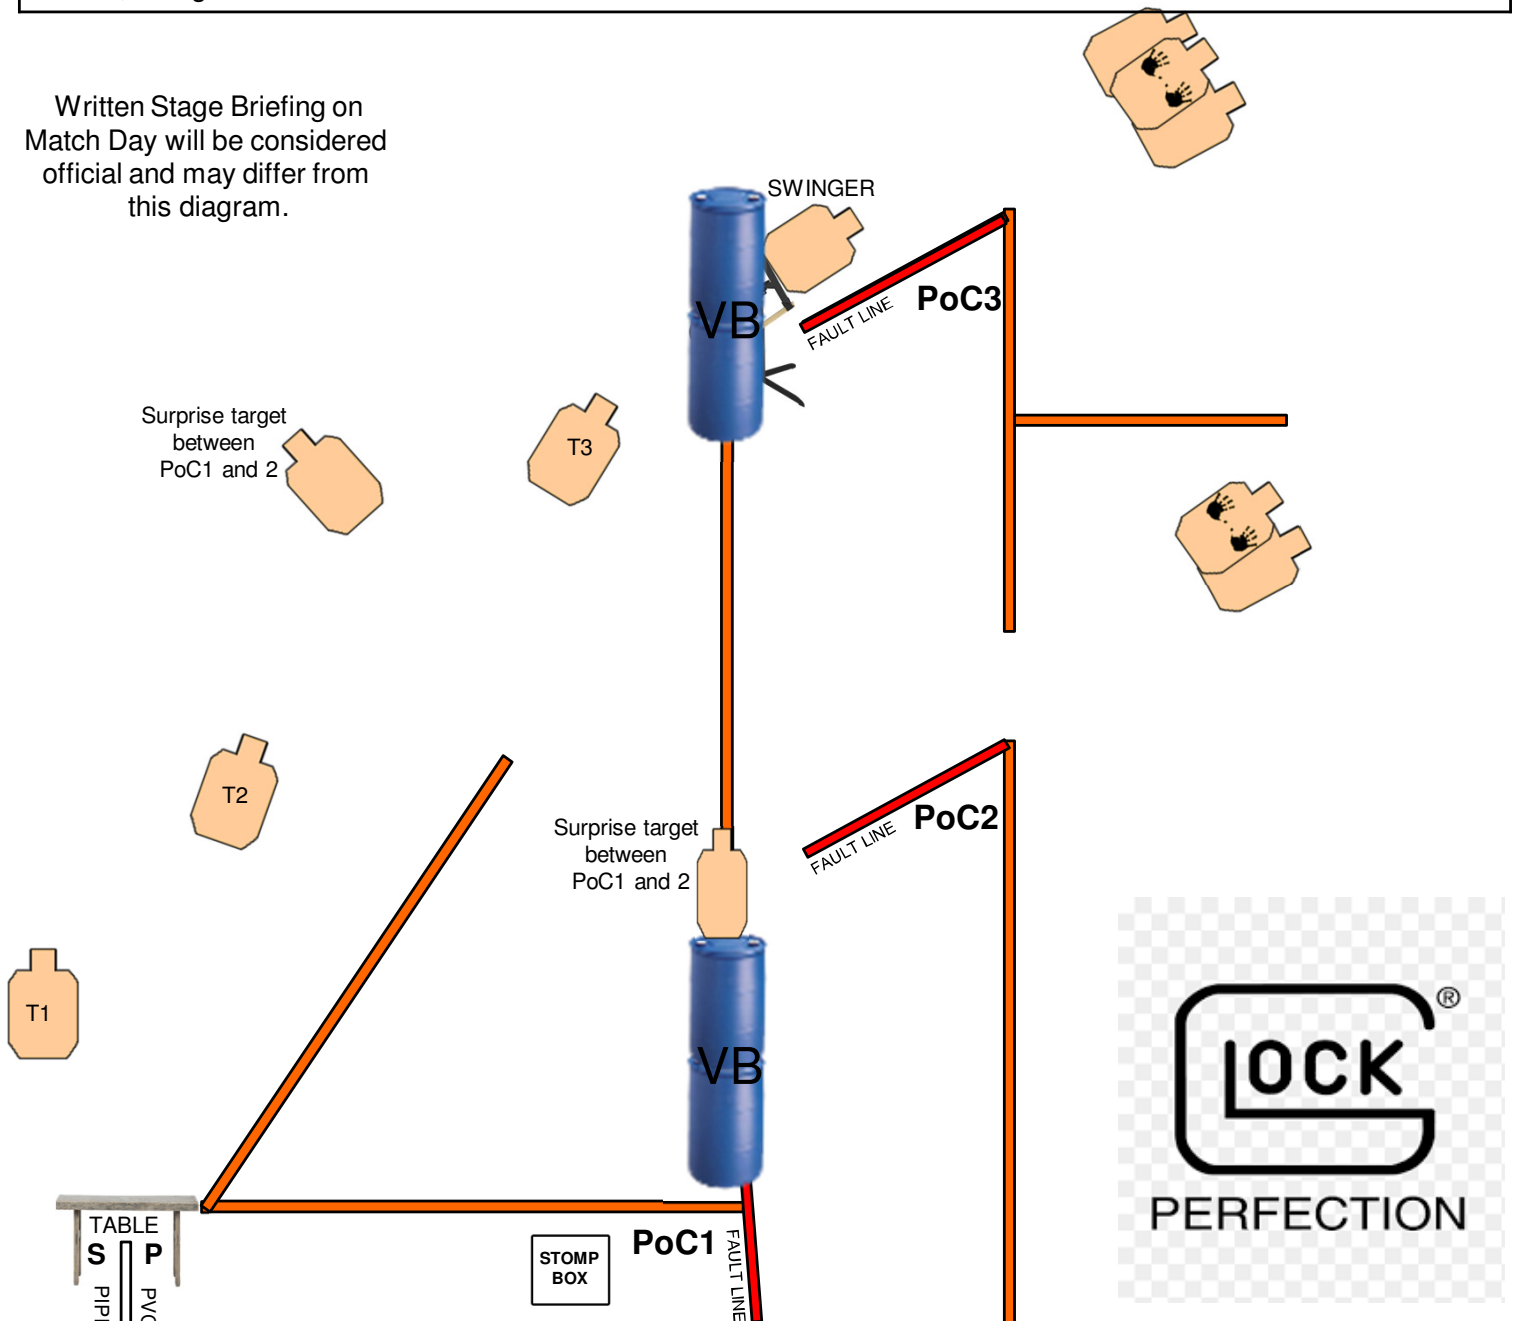 Written Stage Briefing on
Match Day will be considered
official and may differ from
this diagram.
SWINGER
VB
FAULT LINE
PoC3
Surprise target
between
PoC1 and 2
T3
T2
Surprise target
between
PoC1 and 2
FAULT LINE
PoC2
T1
VB
GLOCK
®
PERFECTION
TABLE
S P
STOMP
BOX
PoC1
FAULT LINE